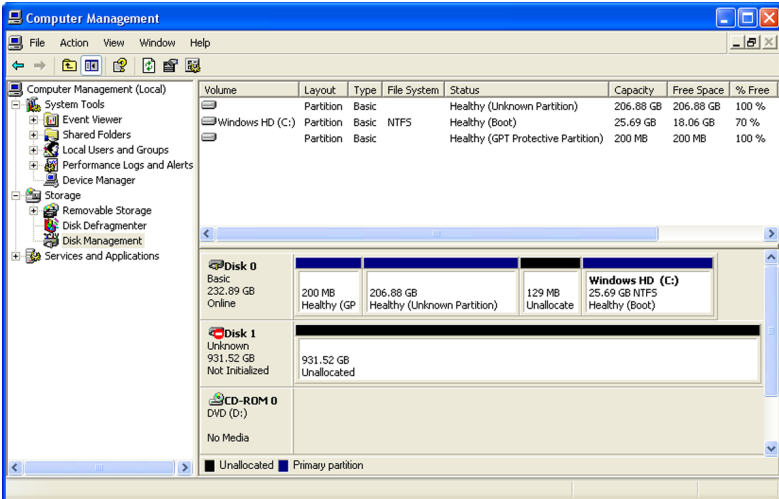 Computer Management
File Action View Window Help
Computer Management (Local)
System Tools
Event Viewer
Shared Folders
Local Users and Groups
Performance Logs and Alerts
Device Manager
Storage
Removable Storage
Disk Defragmenter
Disk Management
Services and Applications
Volume Layout Type File System Status Capacity Free Space % Free
Partition Basic Healthy (Unknown Partition) 206.88 GB 206.88 GB 100 %
Windows HD (C:) Partition Basic NTFS Healthy (Boot) 25.69 GB 18.06 GB 70 %
Partition Basic Healthy (GPT Protective Partition) 200 MB 200 MB 100 %
Disk 0
Basic
232.89 GB
Online
200 MB
Healthy (GP
206.88 GB
Healthy (Unknown Partition)
129 MB
Unallocate
Windows HD (C:)
25.69 GB NTFS
Healthy (Boot)
Disk 1
Unknown
931.52 GB
Not Initialized
931.52 GB
Unallocated
CD-ROM 0
DVD (D:)
No Media
Unallocated Primary partition